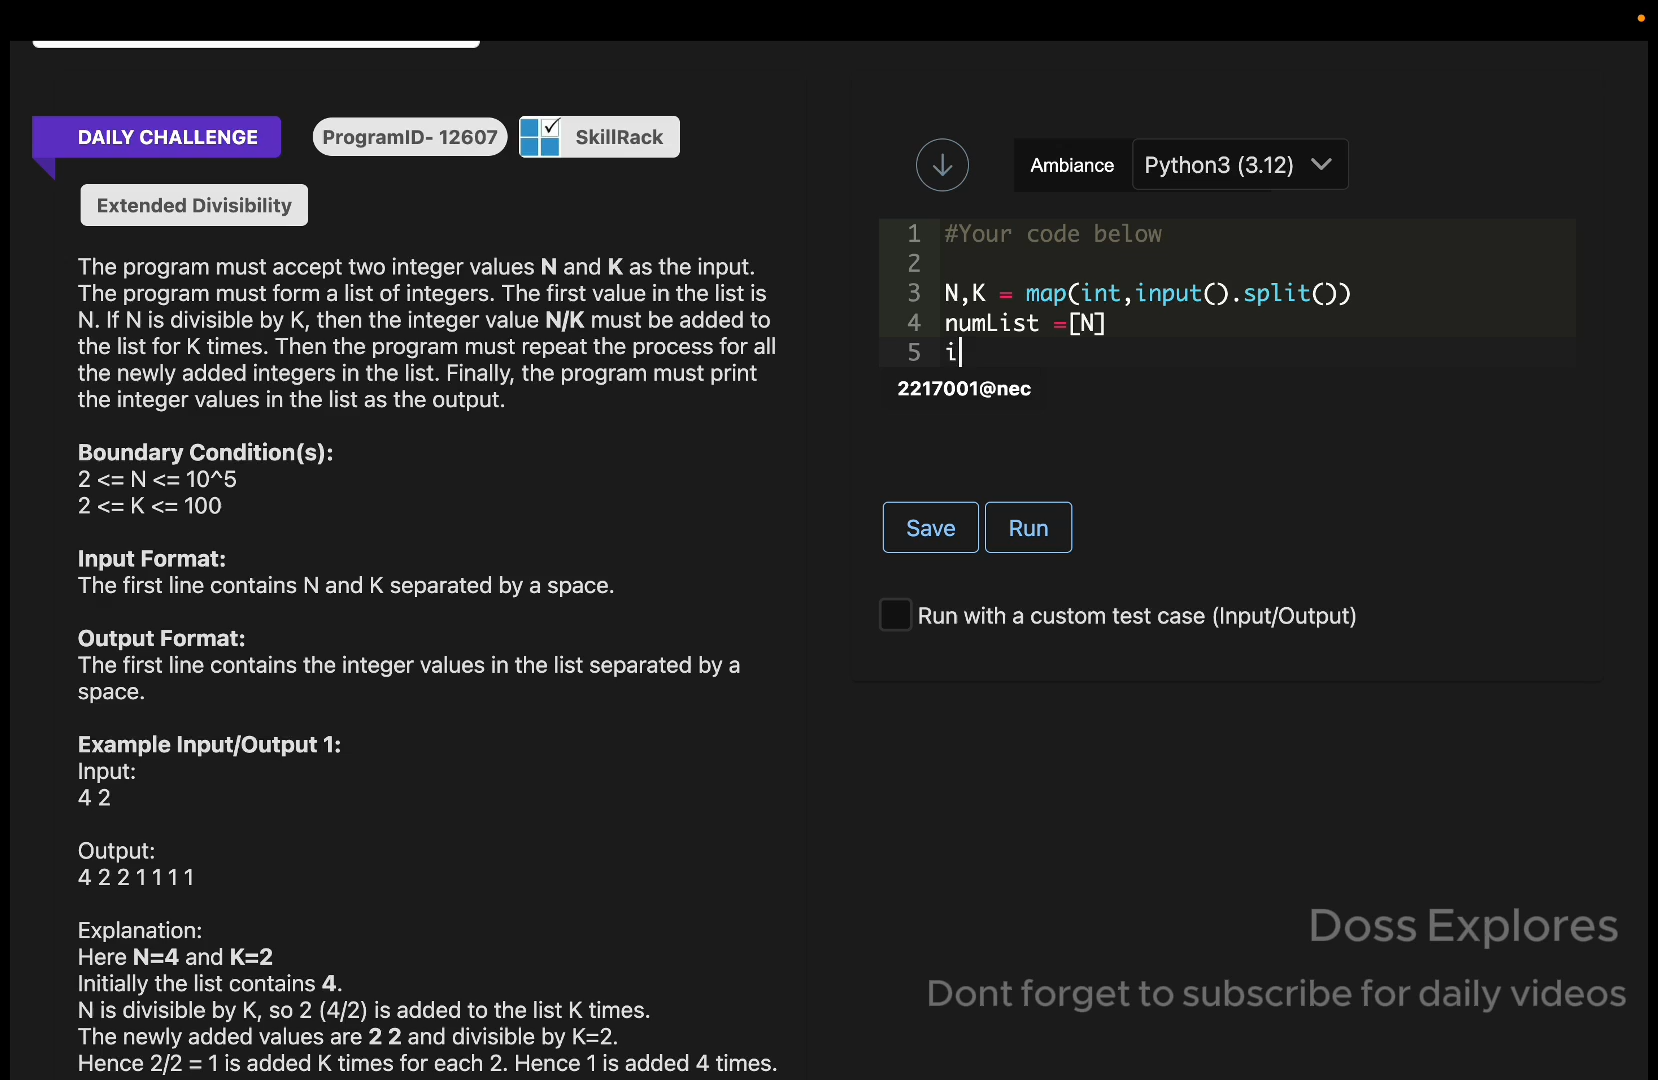 DAILY CHALLENGE
ProgramID- 12607
SkillRack
Extended Divisibility
The program must accept two integer values N and K as the input.
The program must form a list of integers. The first value in the list is
N. If N is divisible by K, then the integer value N/K must be added to
the list for K times. Then the program must repeat the process for all
the newly added integers in the list. Finally, the program must print
the integer values in the list as the output.
Boundary Condition(s):
2 <= N <= 10^5
2 <= K <= 100
Input Format:
The first line contains N and K separated by a space.
Output Format:
The first line contains the integer values in the list separated by a
space.
Example Input/Output 1:
Input:
4 2
Output:
4 2 2 1 1 1 1
Explanation:
Here N=4 and K=2
Initially the list contains 4.
N is divisible by K, so 2 (4/2) is added to the list K times.
The newly added values are 2 2 and divisible by K=2.
Hence 2/2 = 1 is added K times for each 2. Hence 1 is added 4 times.
Ambiance
Python3 (3.12)
1 #Your code below
2
3 N,K = map(int,input().split())
4 numList =[N]
5 i
2217001@nec
Save
Run
Run with a custom test case (Input/Output)
Doss Explores
Dont forget to subscribe for daily videos